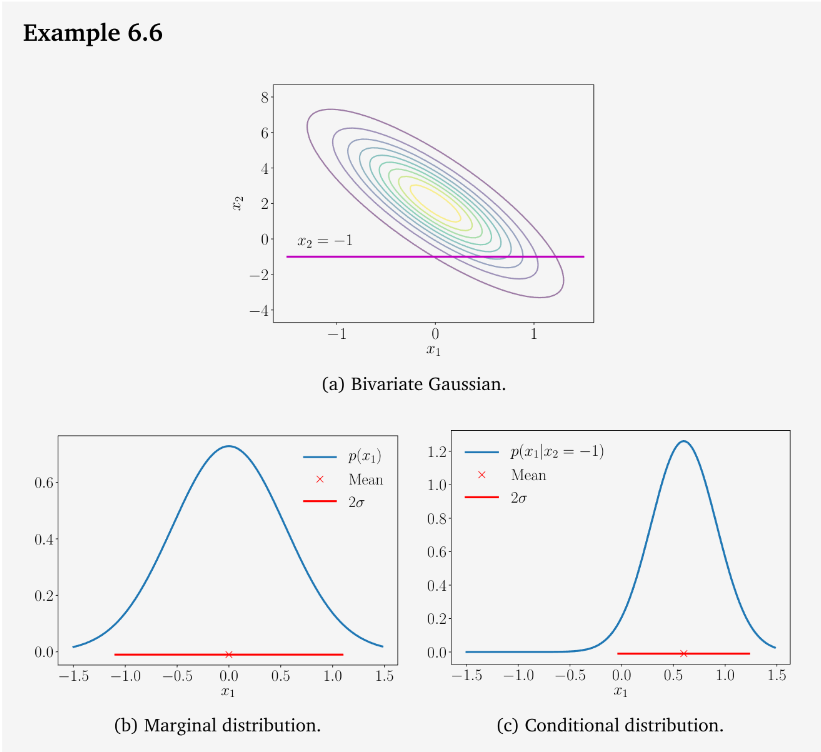 Example 6.6
8
6
4
2
0
−2
−4
x₂
x₂ = −1
−1 0 1
x₁
(a) Bivariate Gaussian.
0.6
0.4
0.2
0.0
p(x₁)
Mean
2σ
−1.5 −1.0 −0.5 0.0 0.5 1.0 1.5
x₁
(b) Marginal distribution.
1.2
1.0
0.8
0.6
0.4
0.2
0.0
p(x₁|x₂ = −1)
Mean
2σ
−1.5 −1.0 −0.5 0.0 0.5 1.0 1.5
x₁
(c) Conditional distribution.